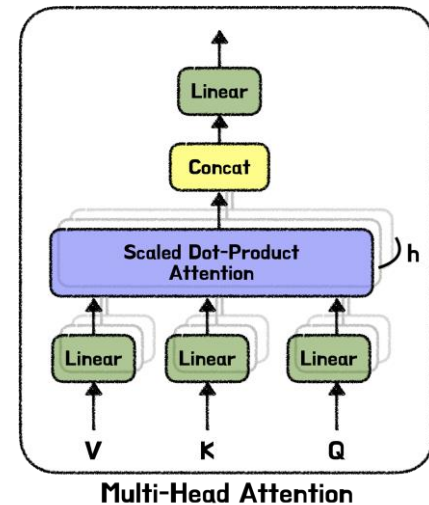 Linear
Concat
Scaled Dot-Product
Attention
h
Linear Linear Linear
V K Q
Multi-Head Attention